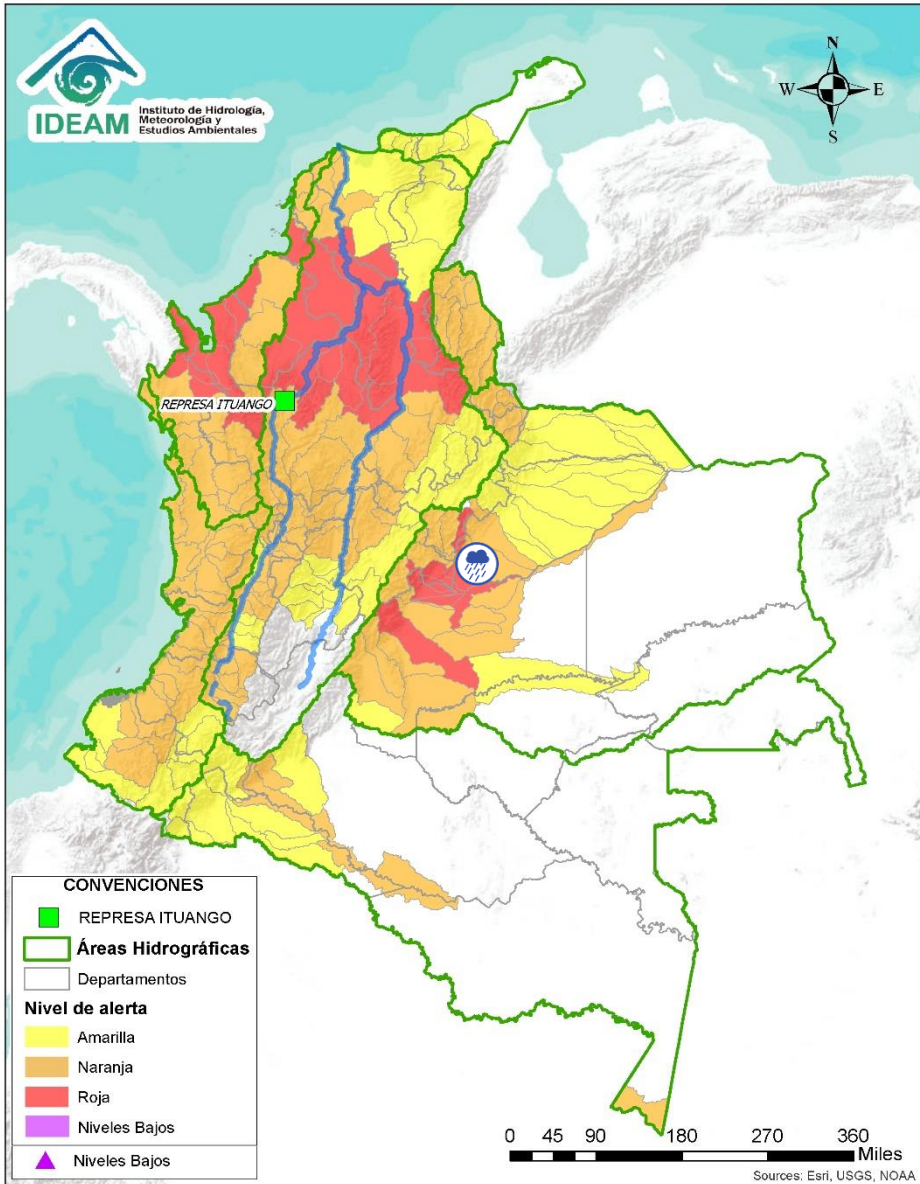 IDEAM
Instituto de Hidrología,
Meteorología y
Estudios Ambientales
N
W
E
S
REPRESA ITUANGO
CONVENCIONES
REPRESA ITUANGO
Áreas Hidrográficas
Departamentos
Nivel de alerta
Amarilla
Naranja
Roja
Niveles Bajos
Niveles Bajos
0 45 90 180 270 360
Miles
Sources: Esri, USGS, NOAA